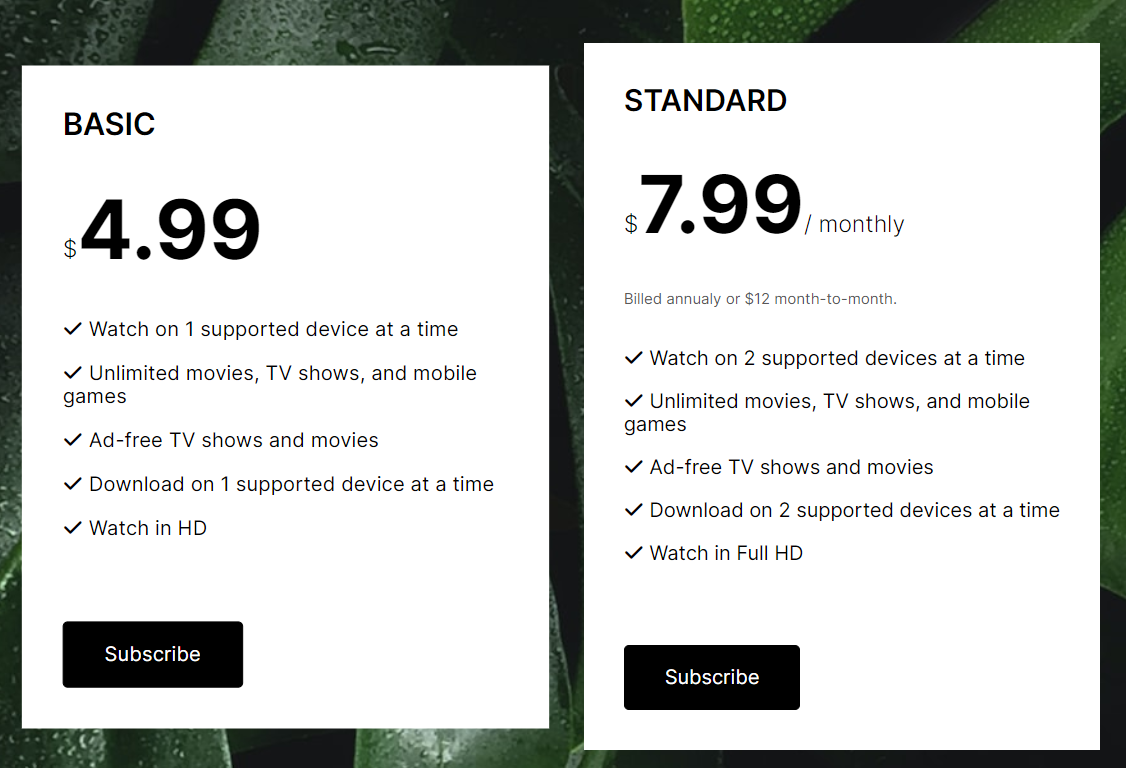 BASIC
$4.99
✓ Watch on 1 supported device at a time
✓ Unlimited movies, TV shows, and mobile
games
✓ Ad-free TV shows and movies
✓ Download on 1 supported device at a time
✓ Watch in HD
Subscribe
STANDARD
$7.99/ monthly
Billed annualy or $12 month-to-month.
✓ Watch on 2 supported devices at a time
✓ Unlimited movies, TV shows, and mobile
games
✓ Ad-free TV shows and movies
✓ Download on 2 supported devices at a time
✓ Watch in Full HD
Subscribe